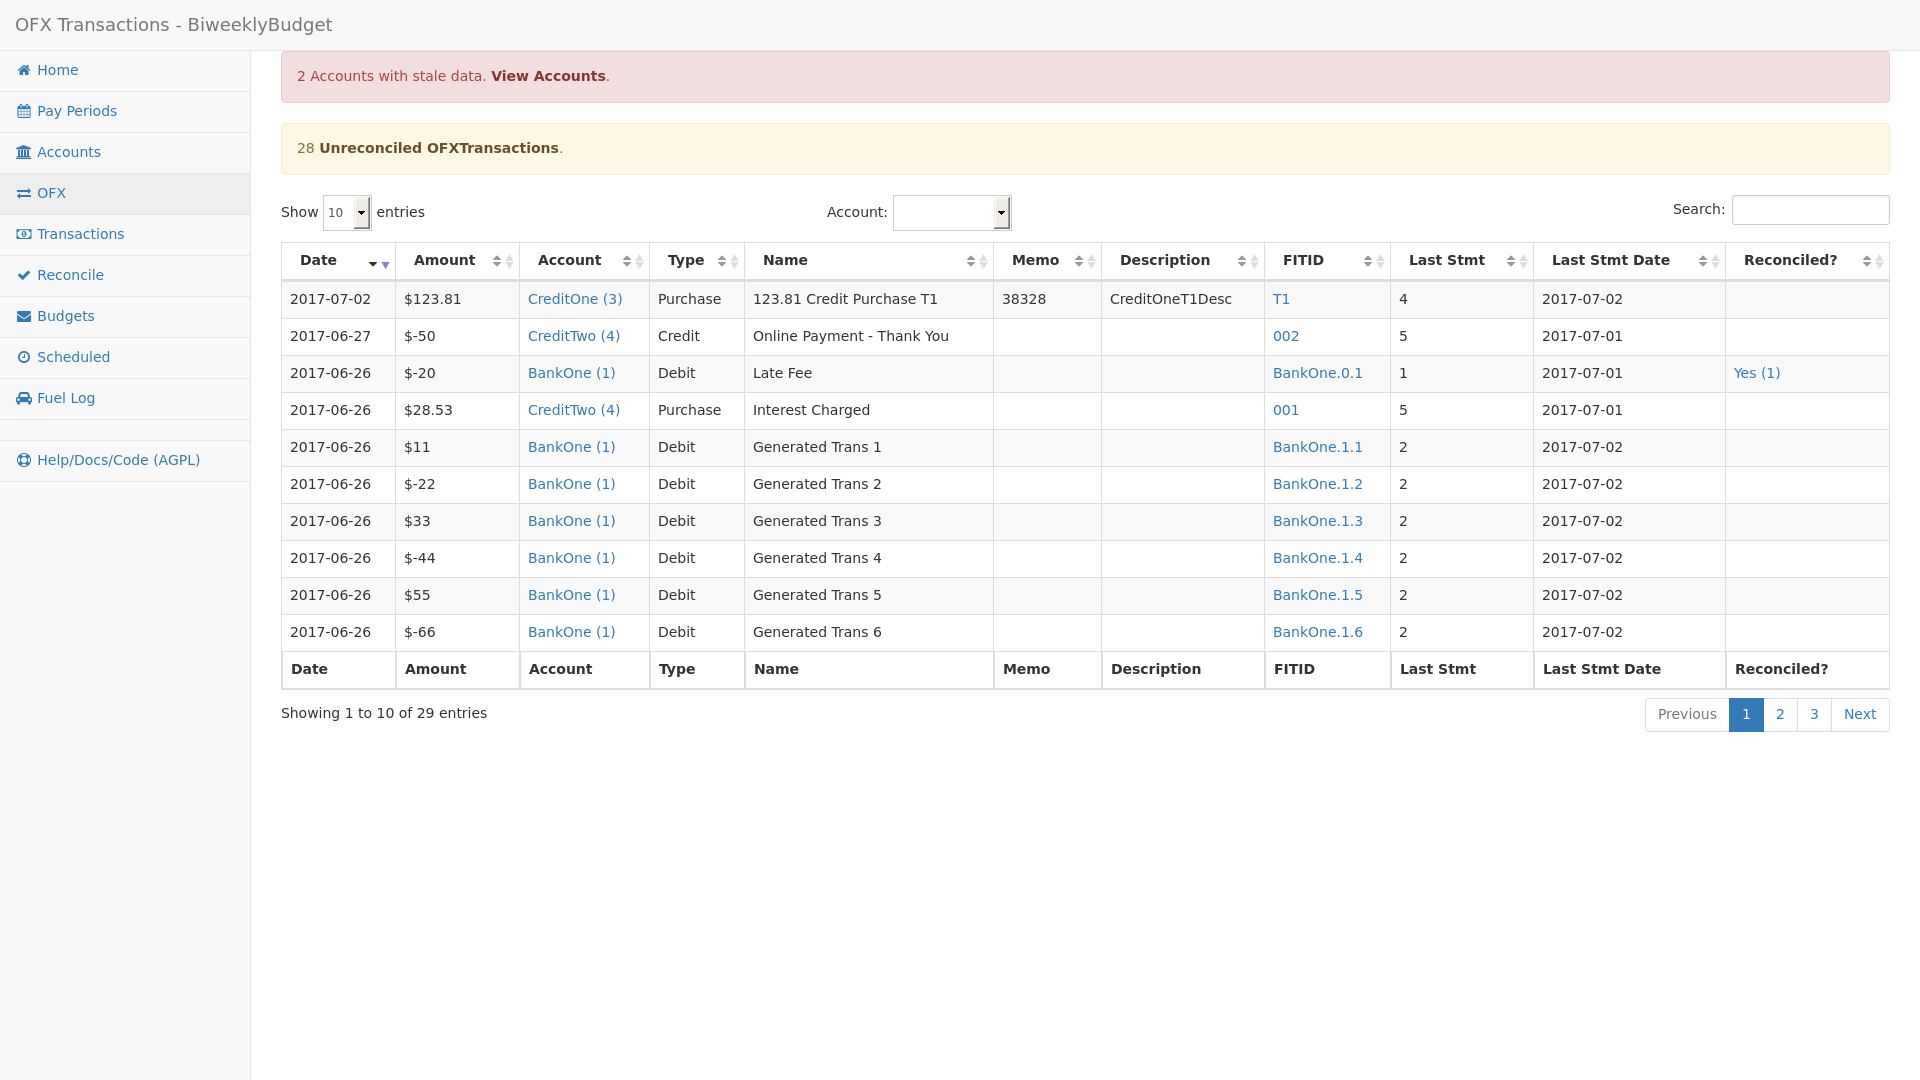 OFX Transactions - BiweeklyBudget
Home
Pay Periods
Accounts
OFX
Transactions
Reconcile
Budgets
Scheduled
Fuel Log
Help/Docs/Code (AGPL)
2 Accounts with stale data. View Accounts.
28 Unreconciled OFXTransactions.
Show 10 entries Account: Search:
Date Amount Account Type Name Memo Description FITID Last Stmt Last Stmt Date Reconciled?
2017-07-02 $123.81 CreditOne (3) Purchase 123.81 Credit Purchase T1 38328 CreditOneT1Desc T1 4 2017-07-02
2017-06-27 $-50 CreditTwo (4) Credit Online Payment - Thank You 002 5 2017-07-01
2017-06-26 $-20 BankOne (1) Debit Late Fee BankOne.0.1 1 2017-07-01 Yes (1)
2017-06-26 $28.53 CreditTwo (4) Purchase Interest Charged 001 5 2017-07-01
2017-06-26 $11 BankOne (1) Debit Generated Trans 1 BankOne.1.1 2 2017-07-02
2017-06-26 $-22 BankOne (1) Debit Generated Trans 2 BankOne.1.2 2 2017-07-02
2017-06-26 $33 BankOne (1) Debit Generated Trans 3 BankOne.1.3 2 2017-07-02
2017-06-26 $-44 BankOne (1) Debit Generated Trans 4 BankOne.1.4 2 2017-07-02
2017-06-26 $55 BankOne (1) Debit Generated Trans 5 BankOne.1.5 2 2017-07-02
2017-06-26 $-66 BankOne (1) Debit Generated Trans 6 BankOne.1.6 2 2017-07-02
Date Amount Account Type Name Memo Description FITID Last Stmt Last Stmt Date Reconciled?
Showing 1 to 10 of 29 entries Previous 1 2 3 Next